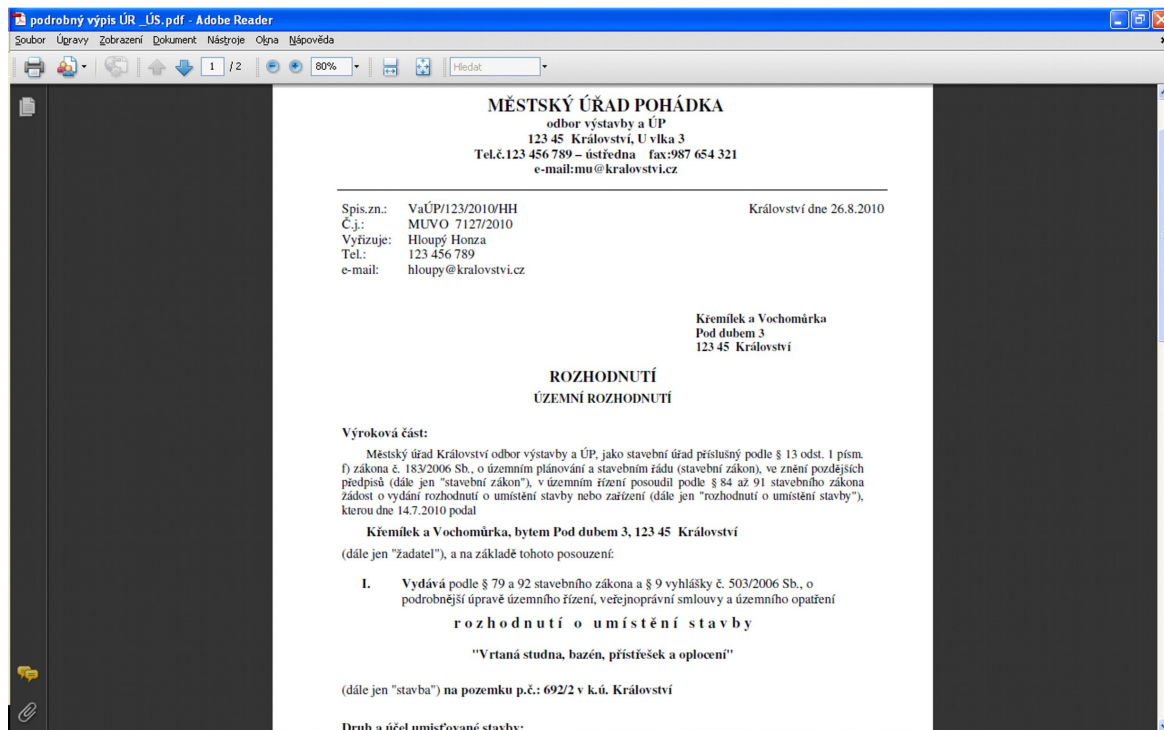 podrobný výpis ÚR _ÚS.pdf - Adobe Reader
Soubor Úpravy Zobrazení Dokument Nástroje Okna Nápověda
1 / 2 80% Hledat
MĚSTSKÝ ÚŘAD POHÁDKA
odbor výstavby a ÚP
123 45 Království, U vlka 3
Tel.č.123 456 789 – ústředna fax:987 654 321
e-mail:mu@kralovstvi.cz
Spis.zn.: VaÚP/123/2010/HH Království dne 26.8.2010
Č.j.: MUVO 7127/2010
Vyřizuje: Hloupý Honza
Tel.: 123 456 789
e-mail: hloupy@kralovstvi.cz
Křemílek a Vochomůrka
Pod dubem 3
123 45 Království
ROZHODNUTÍ
ÚZEMNÍ ROZHODNUTÍ
Výroková část:
Městský úřad Království odbor výstavby a ÚP, jako stavební úřad příslušný podle § 13 odst. 1 písm.
f) zákona č. 183/2006 Sb., o územním plánování a stavebním řádu (stavební zákon), ve znění pozdějších
předpisů (dále jen "stavební zákon"), v územním řízení posoudil podle § 84 až 91 stavebního zákona
žádost o vydání rozhodnutí o umístění stavby nebo zařízení (dále jen "rozhodnutí o umístění stavby"),
kterou dne 14.7.2010 podal
Křemílek a Vochomůrka, bytem Pod dubem 3, 123 45 Království
(dále jen "žadatel"), a na základě tohoto posouzení:
I. Vydává podle § 79 a 92 stavebního zákona a § 9 vyhlášky č. 503/2006 Sb., o
podrobnější úpravě územního řízení, veřejnoprávní smlouvy a územního opatření
rozhodnutí o umístění stavby
"Vrtaná studna, bazén, přístřešek a oplocení"
(dále jen "stavba") na pozemku p.č.: 692/2 v k.ú. Království
Druh a účel umisťované stavby: